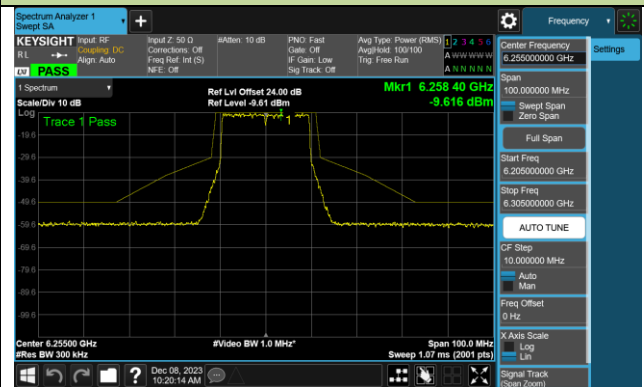 Spectrum Analyzer 1
Swept SA
Frequency
KEYSIGHT
Input: RF
Coupling: DC
Align: Auto
Input Z: 50 Ω
Corrections: Off
Freq Ref: Int (S)
NFE: Off
#Atten: 10 dB
PNO: Fast
Gate: Off
IF Gain: Low
Sig Track: Off
Avg Type: Power (RMS)
Avg|Hold: 100/100
Trig: Free Run
1 2 3 4 5 6
A W W W W W
A N N N N N
R L
PASS
1 Spectrum
Scale/Div 10 dB
Ref Lvl Offset 24.00 dB
Ref Level -9.61 dBm
Mkr1 6.258 40 GHz
-9.616 dBm
Log
Trace 1 Pass
1
-19.6
-29.6
-39.6
-49.6
-59.6
-69.6
-79.6
-89.6
-99.6
Center 6.25500 GHz
#Res BW 300 kHz
#Video BW 1.0 MHz*
Span 100.0 MHz
Sweep 1.07 ms (2001 pts)
Dec 08, 2023
10:20:14 AM
Center Frequency
6.255000000 GHz
Settings
Span
100.000000 MHz
Swept Span
Zero Span
Full Span
Start Freq
6.205000000 GHz
Stop Freq
6.305000000 GHz
AUTO TUNE
CF Step
10.000000 MHz
Auto
Man
Freq Offset
0 Hz
X Axis Scale
Log
Lin
Signal Track
(Span Zoom)